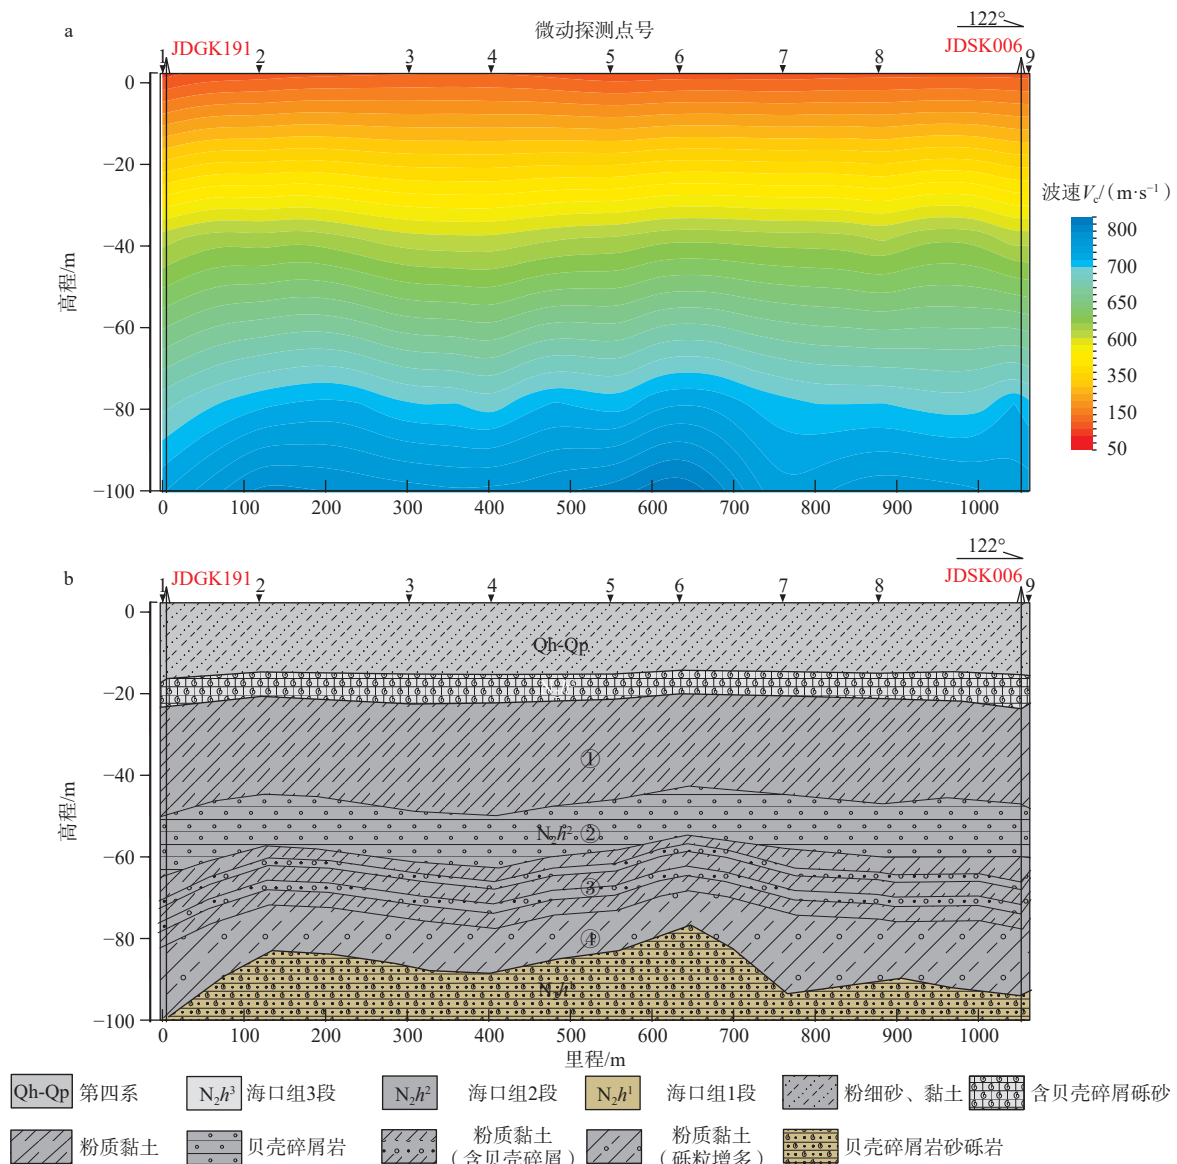 a
微动探测点号
122°
JDGK191
JDSK006
1 2 3 4 5 6 7 8 9
0
−20
−40
−60
−80
−100
高程/m
0 100 200 300 400 500 600 700 800 900 1000
波速Vc/(m·s⁻¹)
800
700
650
600
350
150
50
b
122°
JDGK191
JDSK006
1 2 3 4 5 6 7 8 9
0
−20
−40
−60
−80
−100
高程/m
Qh-Qp
①
N₂h² ②
③
④
0 100 200 300 400 500 600 700 800 900 1000
里程/m
Qh-Qp 第四系 N₂h³ 海口组3段 N₂h² 海口组2段 N₂h¹ 海口组1段 粉细砂、黏土 含贝壳碎屑砾砂
粉质黏土 贝壳碎屑岩 粉质黏土
(含贝壳碎屑)
粉质黏土
(砾粒增多)
贝壳碎屑岩砂砾岩